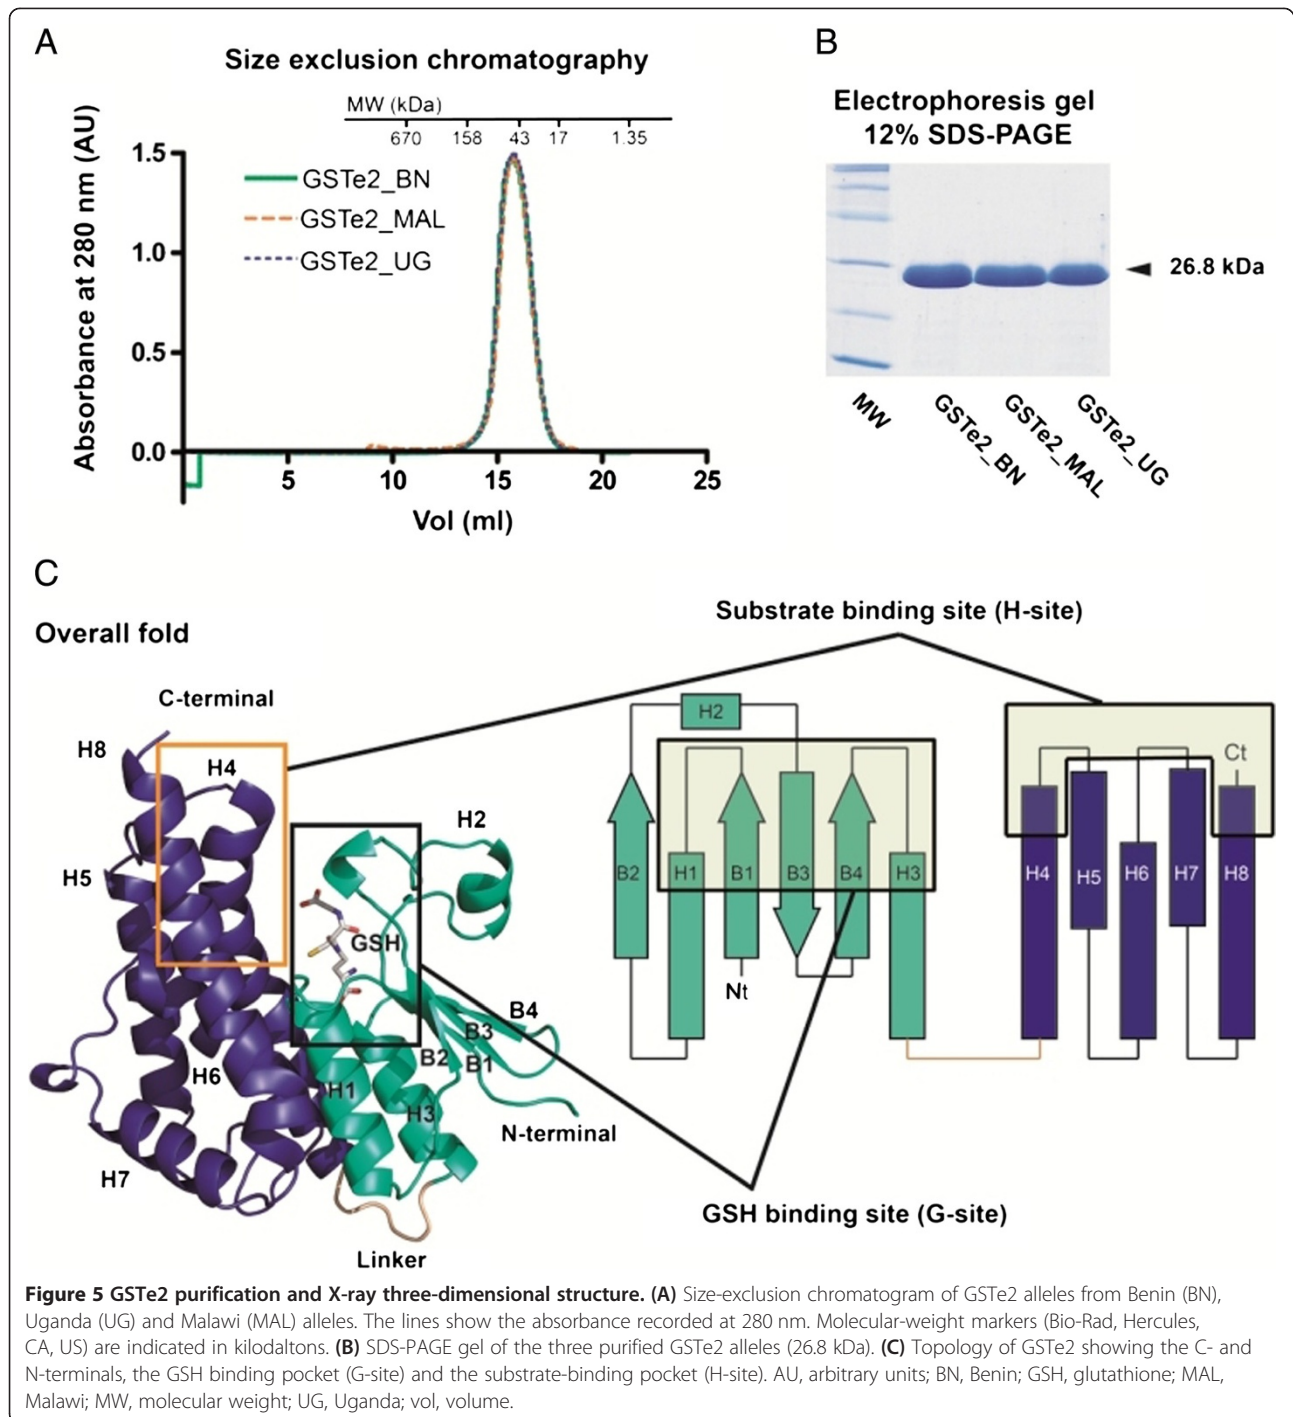 A
Size exclusion chromatography
MW (kDa)
670 158 43 17 1.35
Absorbance at 280 nm (AU)
1.5
1.0
0.5
0.0
GSTe2_BN
GSTe2_MAL
GSTe2_UG
5 10 15 20 25
Vol (ml)
B
Electrophoresis gel
12% SDS-PAGE
26.8 kDa
MW
GSTe2_BN
GSTe2_MAL
GSTe2_UG
C
Overall fold
C-terminal
H8
H4
H5
H2
GSH
B4
B3
B2
B1
H6
H1
H3
N-terminal
H7
Linker
Substrate binding site (H-site)
H2
B2 H1 B1 B3 B4 H3
Nt
Ct
H4 H5 H6 H7 H8
GSH binding site (G-site)
Figure 5 GSTe2 purification and X-ray three-dimensional structure. (A) Size-exclusion chromatogram of GSTe2 alleles from Benin (BN),
Uganda (UG) and Malawi (MAL) alleles. The lines show the absorbance recorded at 280 nm. Molecular-weight markers (Bio-Rad, Hercules,
CA, US) are indicated in kilodaltons. (B) SDS-PAGE gel of the three purified GSTe2 alleles (26.8 kDa). (C) Topology of GSTe2 showing the C- and
N-terminals, the GSH binding pocket (G-site) and the substrate-binding pocket (H-site). AU, arbitrary units; BN, Benin; GSH, glutathione; MAL,
Malawi; MW, molecular weight; UG, Uganda; vol, volume.